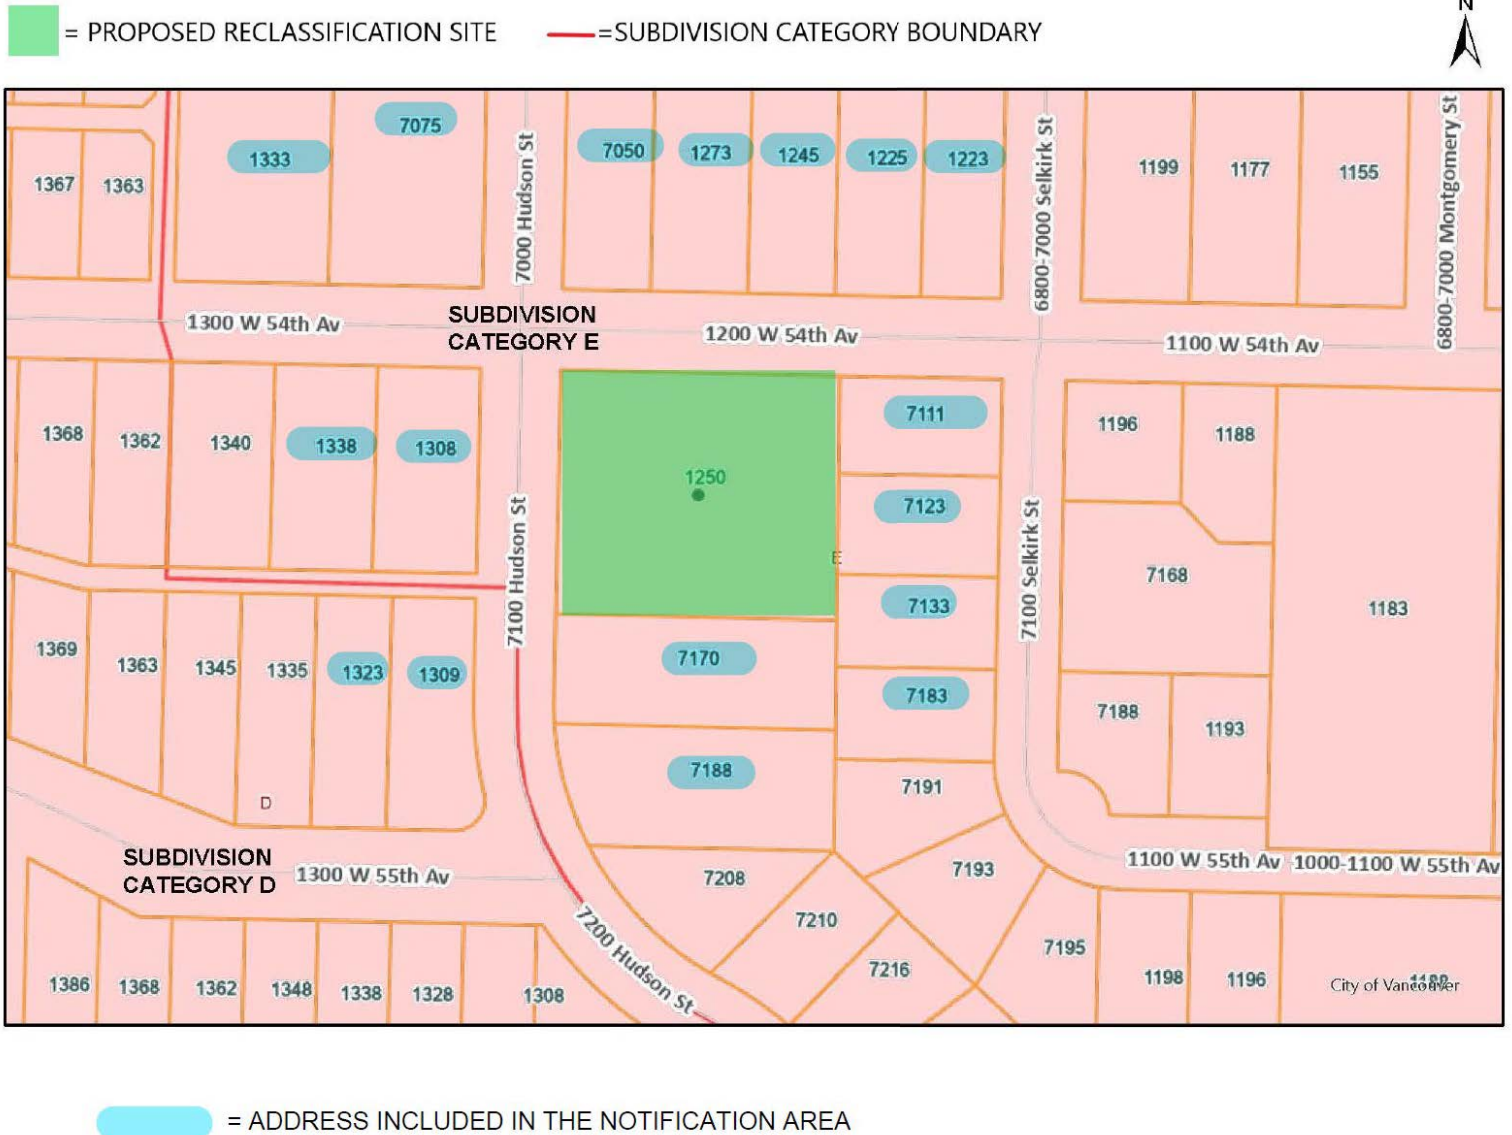 N
= PROPOSED RECLASSIFICATION SITE
=SUBDIVISION CATEGORY BOUNDARY
7075
1333
1367
1363
7050
1273
1245
1225
1223
1199
1177
1155
7000 Hudson St
6800-7000 Selkirk St
6800-7000 Montgomery St
1300 W 54th Av
SUBDIVISION
CATEGORY E
1200 W 54th Av
1100 W 54th Av
1368
1362
1340
1338
1308
1250
7111
7123
E
7133
7183
7191
1196
1188
7168
1183
7188
1193
7100 Hudson St
7100 Selkirk St
1369
1363
1345
1335
1323
1309
7170
7188
D
SUBDIVISION
CATEGORY D
1300 W 55th Av
1100 W 55th Av
1000-1100 W 55th Av
7208
7193
7210
7216
7195
7200 Hudson St
1386
1368
1362
1348
1338
1328
1308
1198
1196
City of Vancouver
= ADDRESS INCLUDED IN THE NOTIFICATION AREA